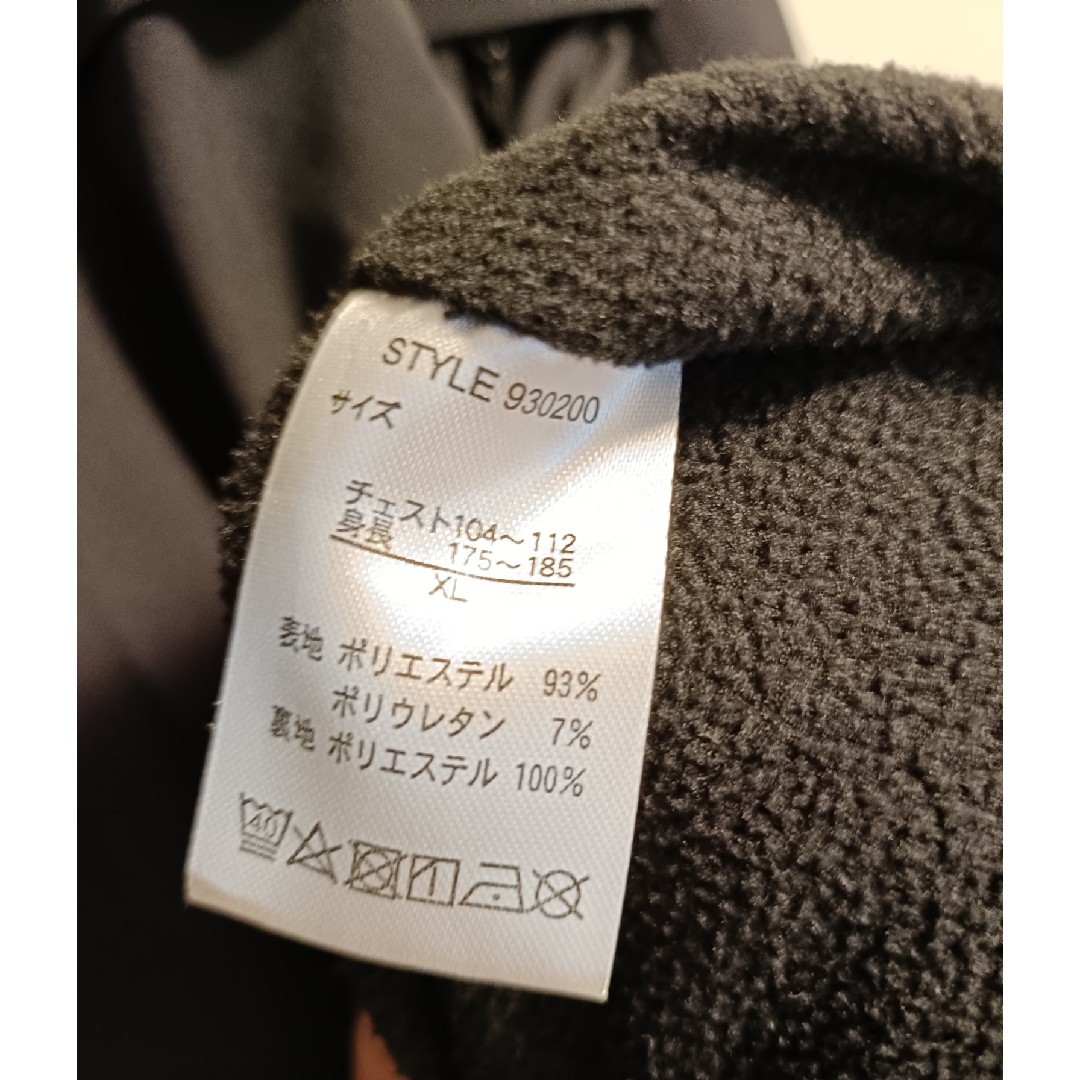 STYLE 930200
サイズ
チェスト104～112
身長 175～185
XL
表地 ポリエステル 93%
ポリウレタン 7%
裏地 ポリエステル 100%
40